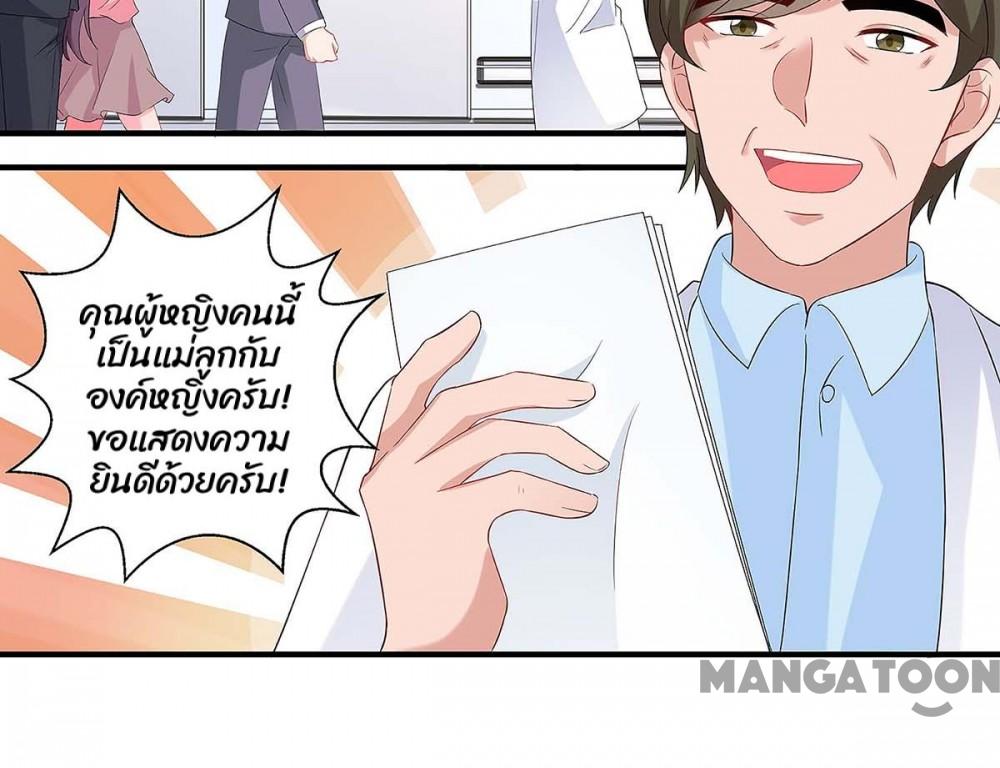 คุณผู้หญิงคนนี้
เป็นแม่ลูกกับ
องค์หญิงครับ!
ขอแสดงความ
ยินดีด้วยครับ!
MANGATOON